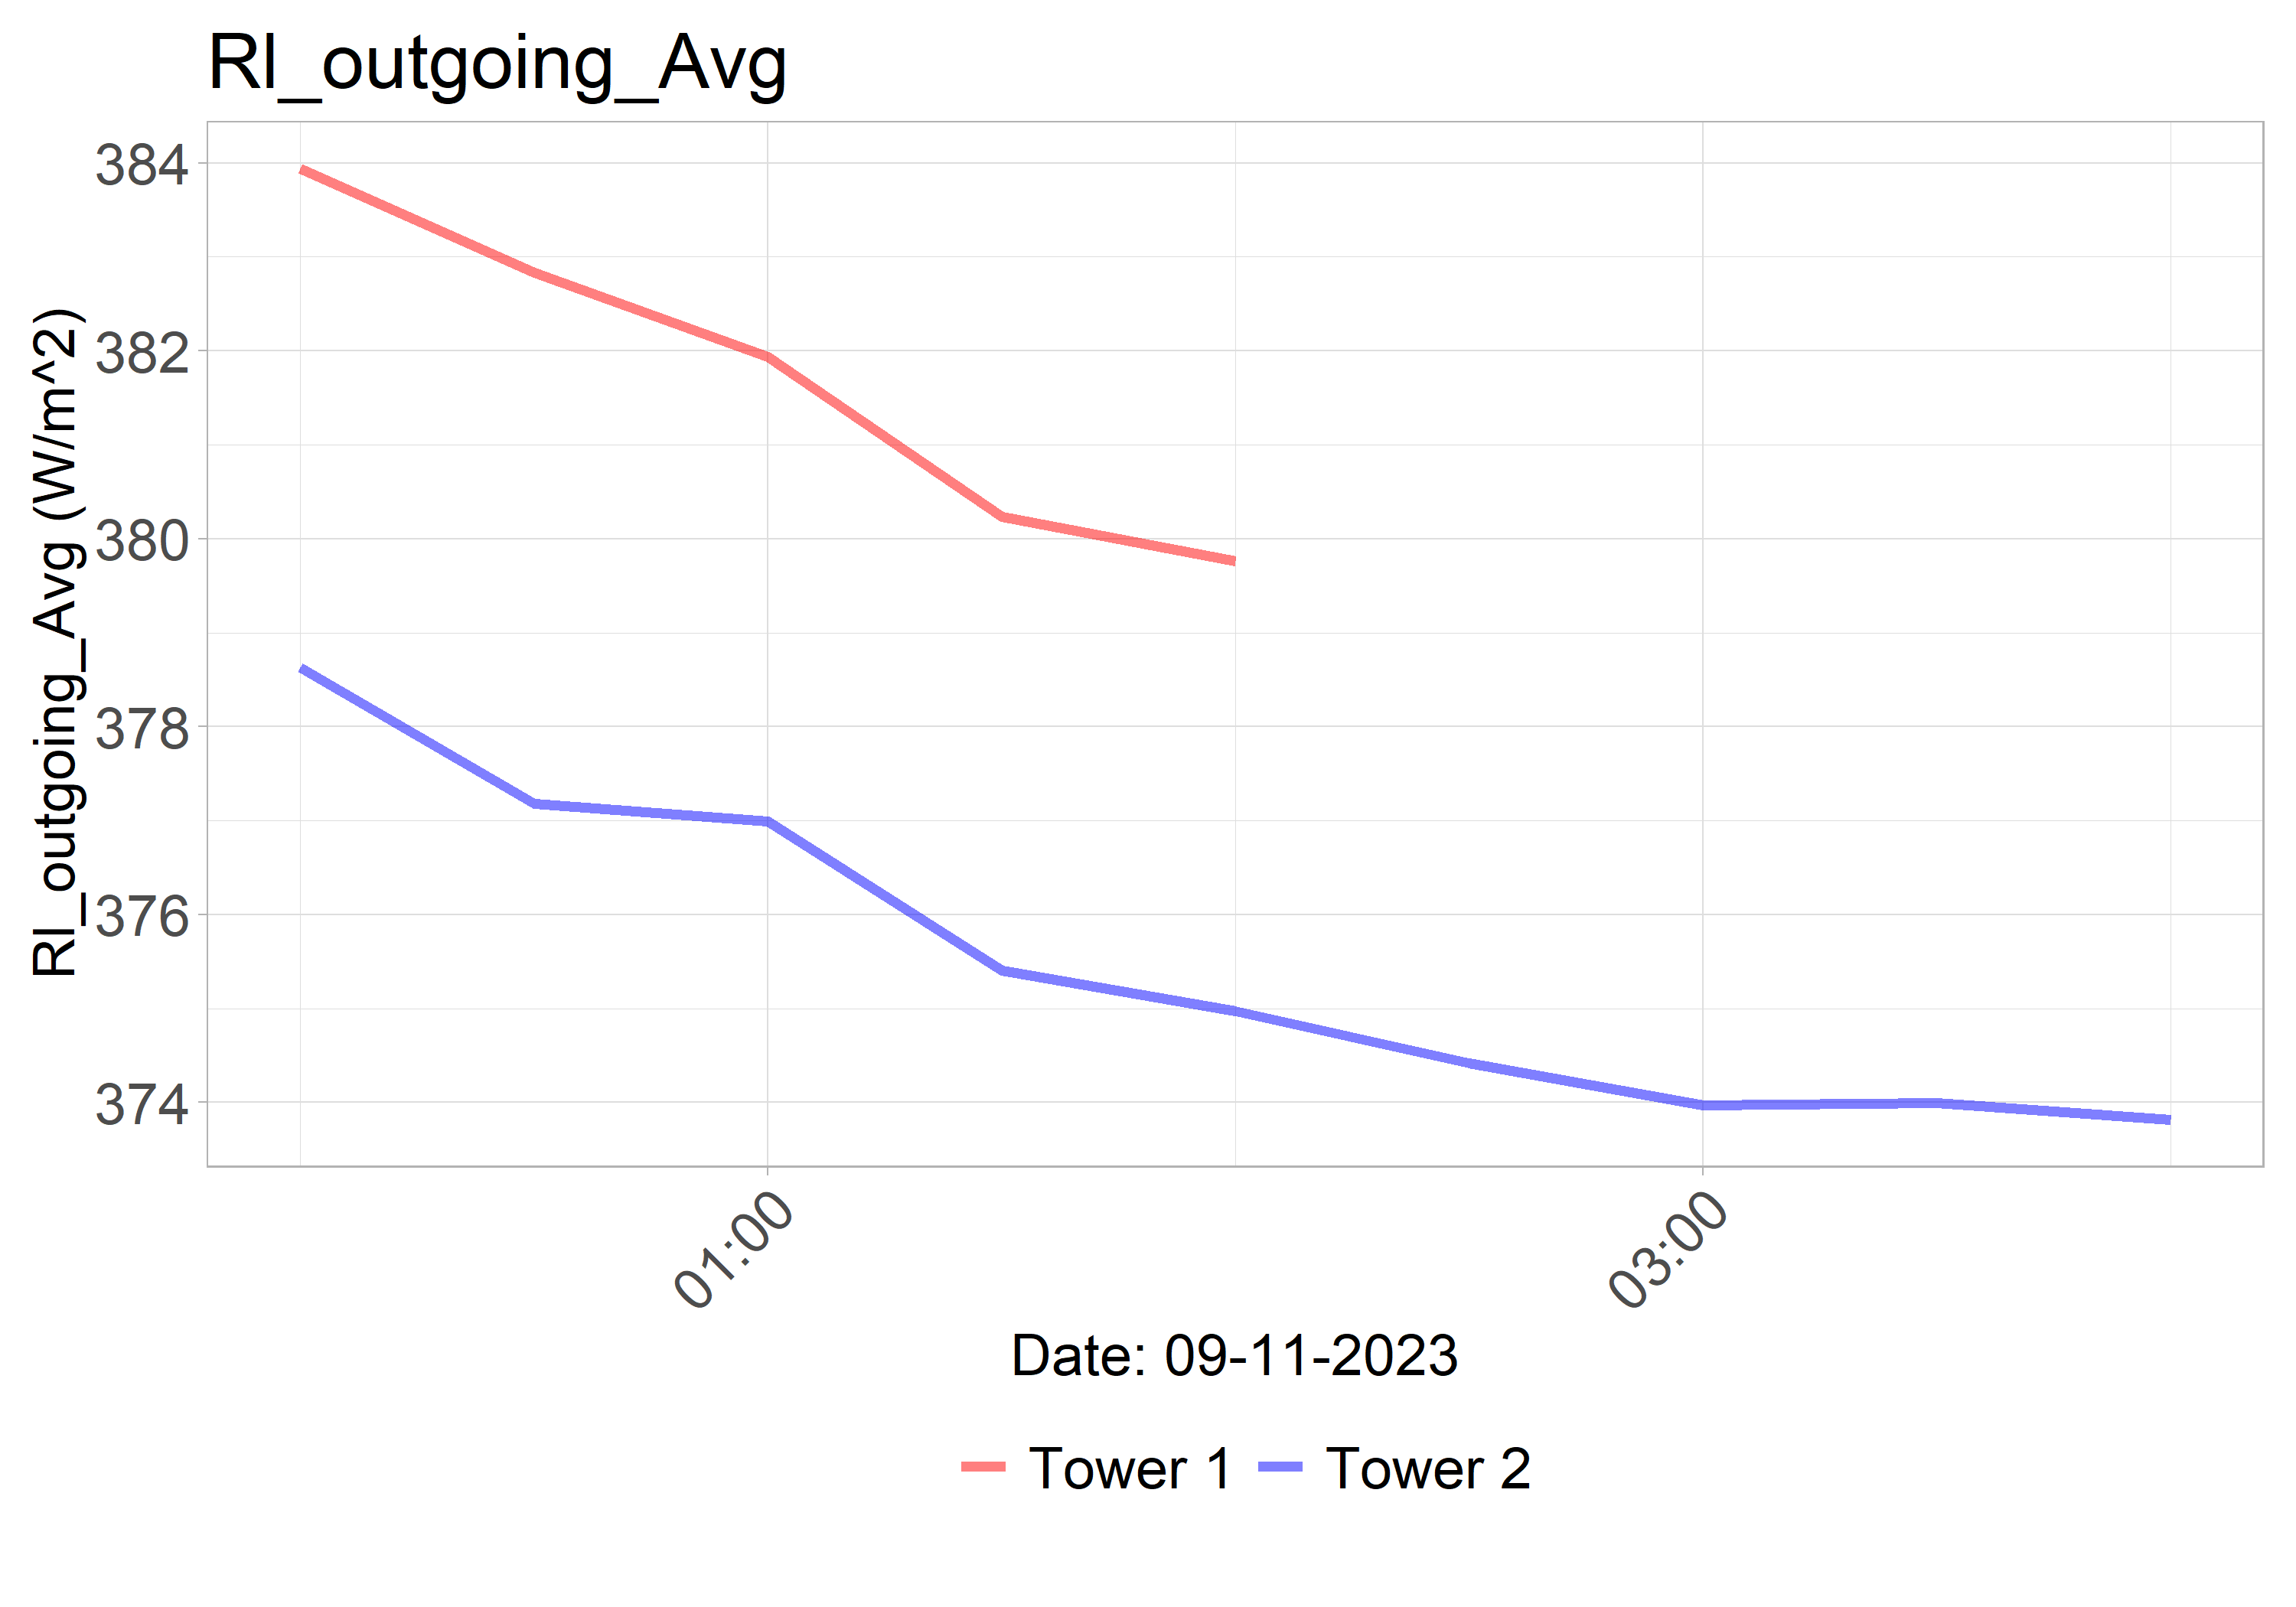 Rl_outgoing_Avg
Rl_outgoing_Avg (W/m^2)
384
382
380
378
376
374
01:00
03:00
Date: 09-11-2023
Tower 1
Tower 2